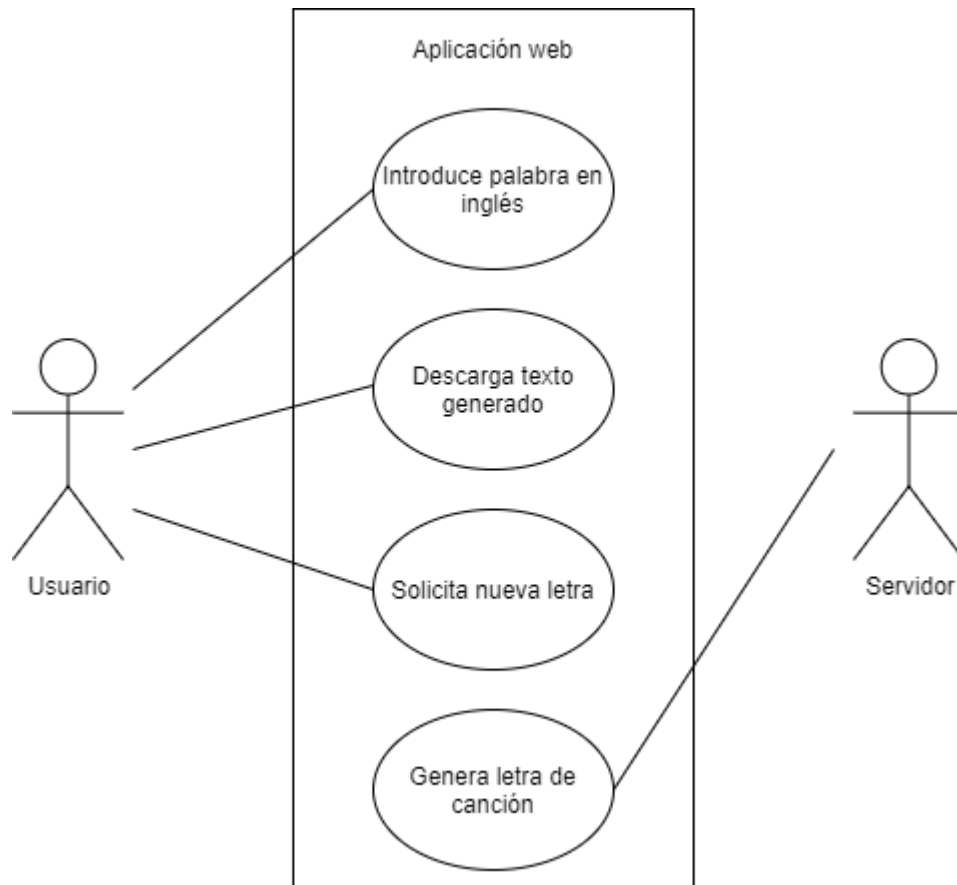 Aplicación web
Introduce palabra en
inglés
Descarga texto
generado
Usuario
Servidor
Solicita nueva letra
Genera letra de
canción